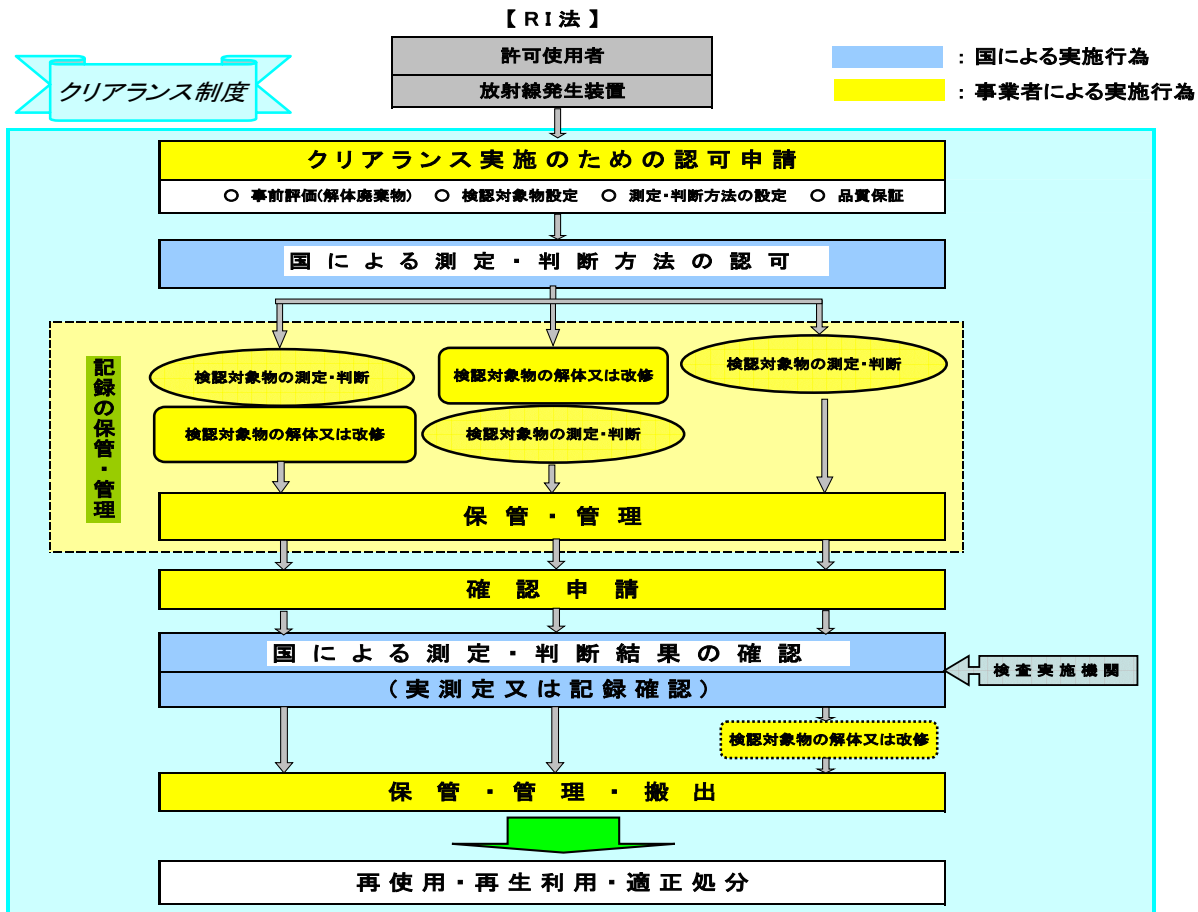 【 RI法 】
許可使用者
放射線発生装置
クリアランス制度
: 国による実施行為
: 事業者による実施行為
クリアランス実施のための認可申請
○ 事前評価(解体廃棄物) ○ 検認対象物設定 ○ 測定・判断方法の設定 ○ 品質保証
国による測定・判断方法の認可
記録の保管・管理
検認対象物の測定・判断
検認対象物の解体又は改修
検認対象物の解体又は改修
検認対象物の測定・判断
検認対象物の測定・判断
保管・管理
確認申請
国による測定・判断結果の確認
(実測定又は記録確認)
検査実施機関
検認対象物の解体又は改修
保管・管理・搬出
再使用・再生利用・適正処分